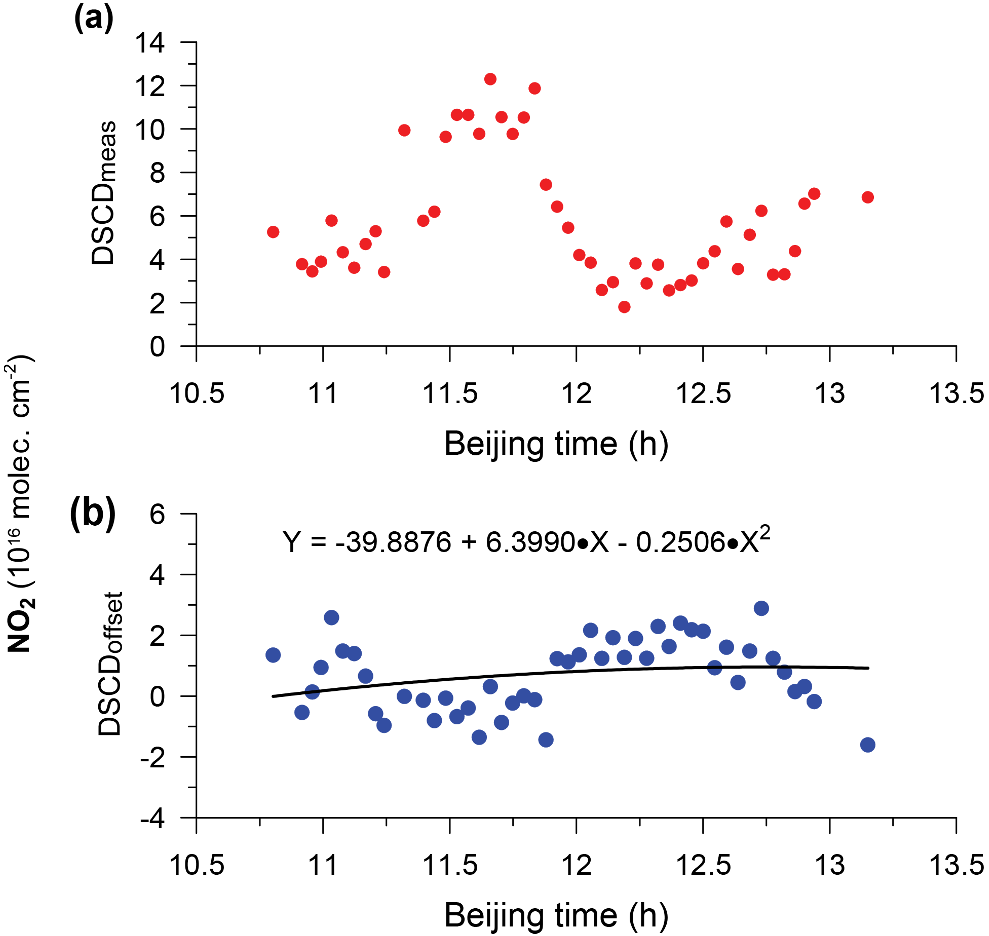 (a)
14
12
10
8
6
4
2
0
DSCDmeas
10.5 11 11.5 12 12.5 13 13.5
Beijing time (h)
NO2 (10^16 molec. cm^-2)
(b)
6
4
2
0
-2
-4
DSCDoffset
Y = -39.8876 + 6.3990•X - 0.2506•X^2
10.5 11 11.5 12 12.5 13 13.5
Beijing time (h)